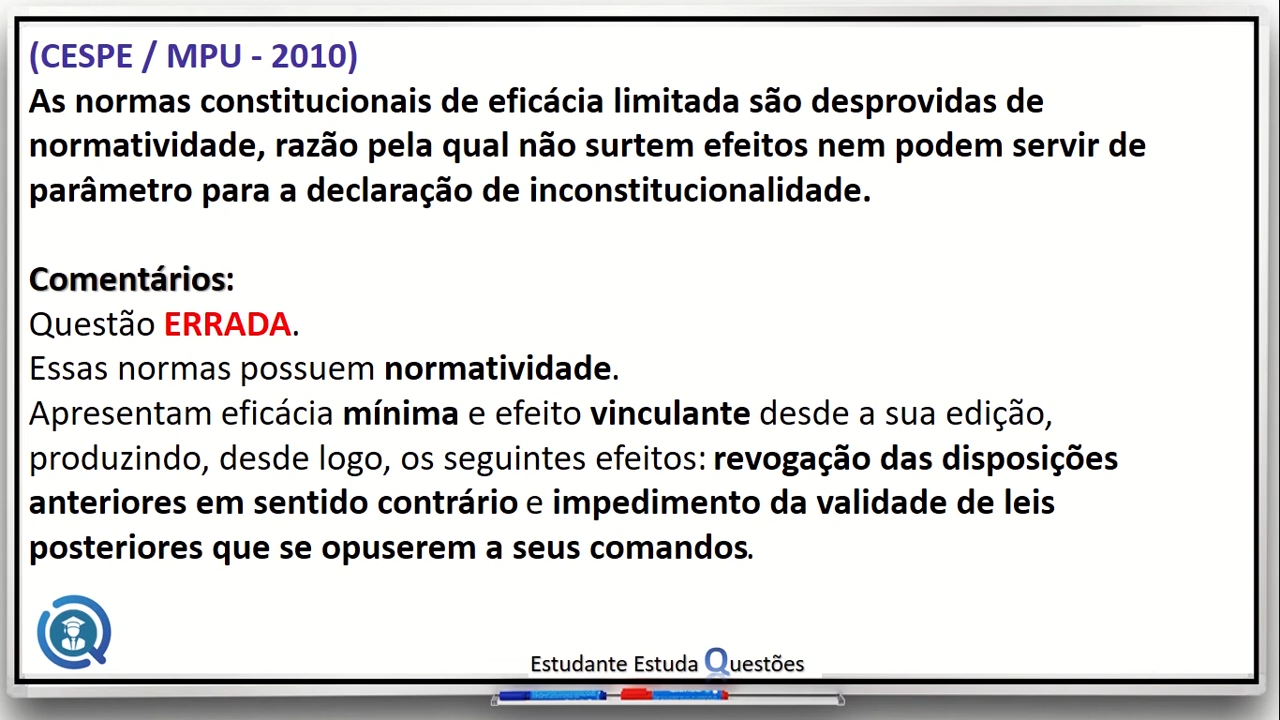 (CESPE / MPU - 2010)
As normas constitucionais de eficácia limitada são desprovidas de
normatividade, razão pela qual não surtem efeitos nem podem servir de
parâmetro para a declaração de inconstitucionalidade.
Comentários:
Questão ERRADA.
Essas normas possuem normatividade.
Apresentam eficácia mínima e efeito vinculante desde a sua edição,
produzindo, desde logo, os seguintes efeitos: revogação das disposições
anteriores em sentido contrário e impedimento da validade de leis
posteriores que se opuserem a seus comandos.
Estudante Estuda Questões